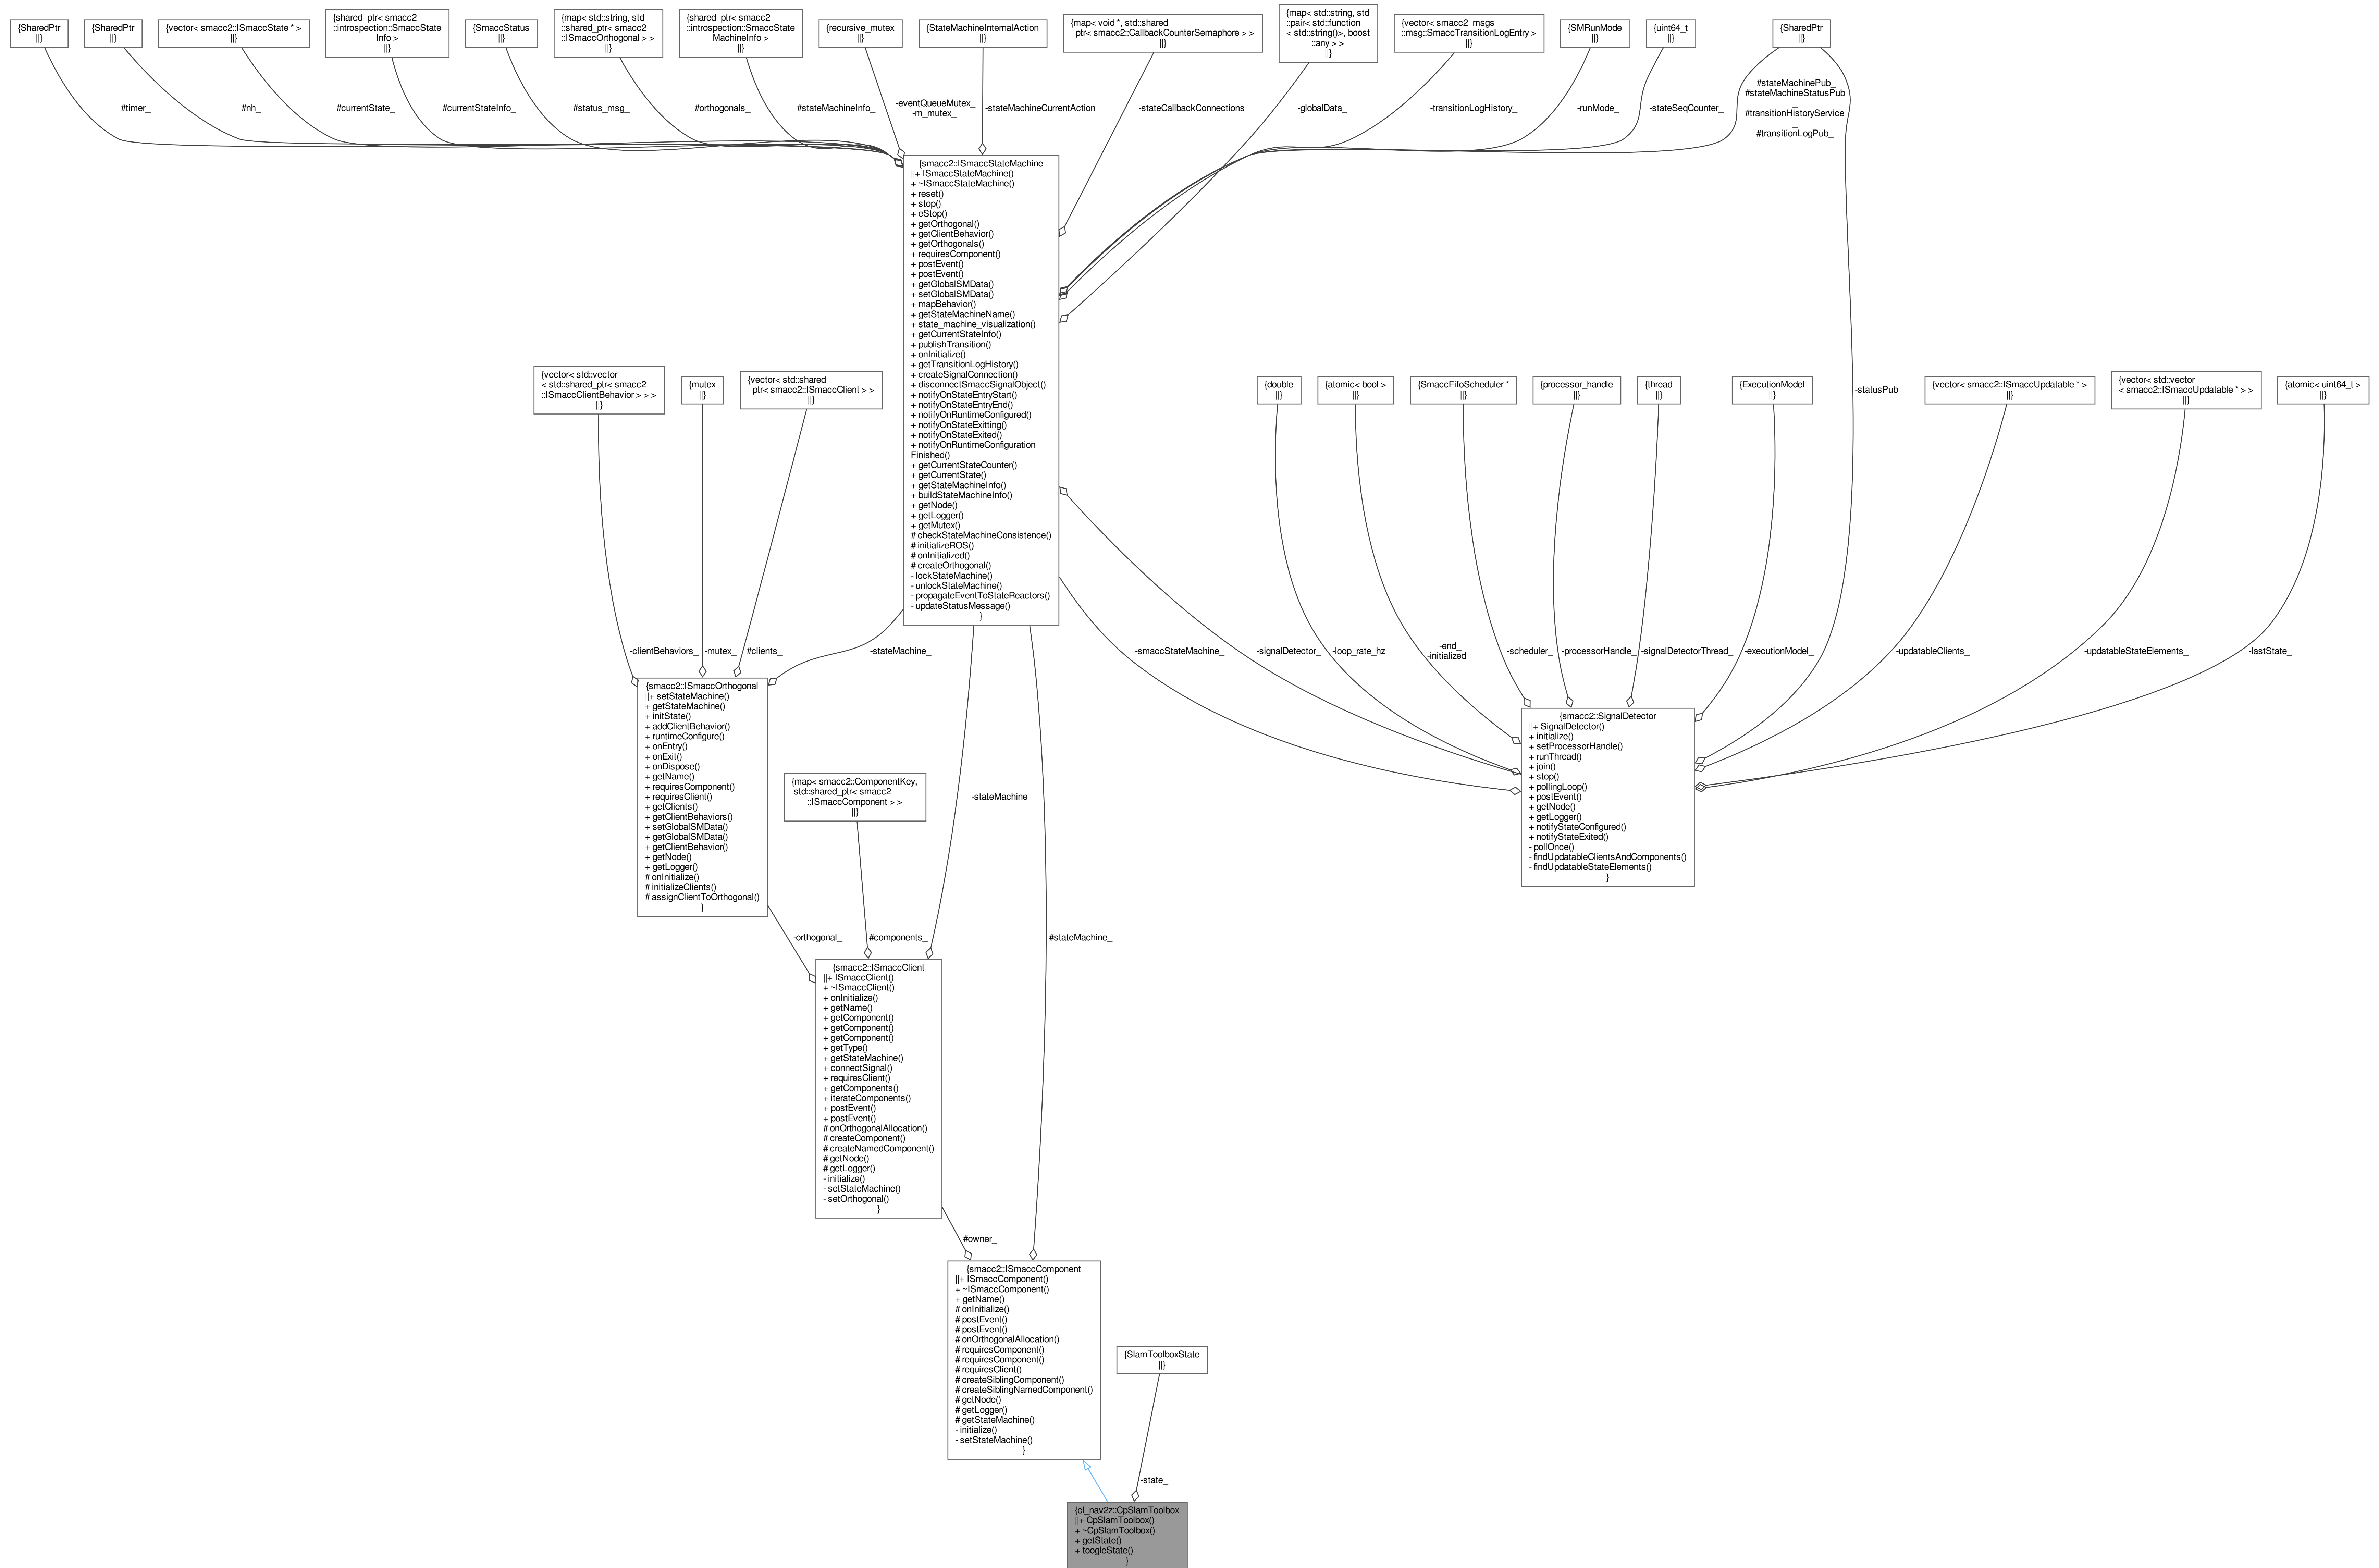 {SharedPtr
||}
{SharedPtr
||}
{vector< smacc2::ISmaccState * >
||}
{shared_ptr< smacc2
::introspection::SmaccState
Info >
||}
{SmaccStatus
||}
{map< std::string, std
::shared_ptr< smacc2
::ISmaccOrthogonal > >
||}
{shared_ptr< smacc2
::introspection::SmaccState
MachineInfo >
||}
{recursive_mutex
||}
{StateMachineInternalAction
||}
{map< void *, std::shared
_ptr< smacc2::CallbackCounterSemaphore > >
||}
{map< std::string, std
::pair< std::function
< std::string()>, boost
::any > >
||}
{vector< smacc2_msgs
::msg::SmaccTransitionLogEntry >
||}
{SMRunMode
||}
{uint64_t
||}
{SharedPtr
||}
#timer_
#nh_
#currentState_
#currentStateInfo_
#status_msg_
#orthogonals_
#stateMachineInfo_
-eventQueueMutex_
-m_mutex_
-stateMachineCurrentAction
-stateCallbackConnections
-globalData_
-transitionLogHistory_
-runMode_
-stateSeqCounter_
#stateMachinePub_
#stateMachineStatusPub
_
#transitionHistoryService
_
#transitionLogPub_
{smacc2::ISmaccStateMachine
||+ ISmaccStateMachine()
+ ~ISmaccStateMachine()
+ reset()
+ stop()
+ eStop()
+ getOrthogonal()
+ getClientBehavior()
+ getOrthogonals()
+ requiresComponent()
+ postEvent()
+ postEvent()
+ getGlobalSMData()
+ setGlobalSMData()
+ mapBehavior()
+ getStateMachineName()
+ state_machine_visualization()
+ getCurrentStateInfo()
+ publishTransition()
+ onInitialize()
+ getTransitionLogHistory()
+ createSignalConnection()
+ disconnectSmaccSignalObject()
+ notifyOnStateEntryStart()
+ notifyOnStateEntryEnd()
+ notifyOnRuntimeConfigured()
+ notifyOnStateExitting()
+ notifyOnStateExited()
+ notifyOnRuntimeConfiguration
Finished()
+ getCurrentStateCounter()
+ getCurrentState()
+ getStateMachineInfo()
+ buildStateMachineInfo()
+ getNode()
+ getLogger()
+ getMutex()
# checkStateMachineConsistence()
# initializeROS()
# onInitialized()
# createOrthogonal()
- lockStateMachine()
- unlockStateMachine()
- propagateEventToStateReactors()
- updateStatusMessage()
}
{vector< std::vector
< std::shared_ptr< smacc2
::ISmaccClientBehavior > > >
||}
{mutex
||}
{vector< std::shared
_ptr< smacc2::ISmaccClient > >
||}
{double
||}
{atomic< bool >
||}
{SmaccFifoScheduler *
||}
{processor_handle
||}
{thread
||}
{ExecutionModel
||}
-statusPub_
{vector< smacc2::ISmaccUpdatable * >
||}
{vector< std::vector
< smacc2::ISmaccUpdatable * > >
||}
{atomic< uint64_t >
||}
-clientBehaviors_
-mutex_
#clients_
-stateMachine_
-smaccStateMachine_
-signalDetector_
-loop_rate_hz
-end_
-initialized_
-scheduler_
-processorHandle_
-signalDetectorThread_
-executionModel_
-updatableClients_
-updatableStateElements_
-lastState_
{smacc2::ISmaccOrthogonal
||+ setStateMachine()
+ getStateMachine()
+ initState()
+ addClientBehavior()
+ runtimeConfigure()
+ onEntry()
+ onExit()
+ onDispose()
+ getName()
+ requiresComponent()
+ requiresClient()
+ getClients()
+ getClientBehaviors()
+ setGlobalSMData()
+ getGlobalSMData()
+ getClientBehavior()
+ getNode()
+ getLogger()
# onInitialize()
# initializeClients()
# assignClientToOrthogonal()
}
{smacc2::SignalDetector
||+ SignalDetector()
+ initialize()
+ setProcessorHandle()
+ runThread()
+ join()
+ stop()
+ pollingLoop()
+ postEvent()
+ getNode()
+ getLogger()
+ notifyStateConfigured()
+ notifyStateExited()
- pollOnce()
- findUpdatableClientsAndComponents()
- findUpdatableStateElements()
}
{map< smacc2::ComponentKey,
std::shared_ptr< smacc2
::ISmaccComponent > >
||}
-stateMachine_
-orthogonal_
#components_
#stateMachine_
{smacc2::ISmaccClient
||+ ISmaccClient()
+ ~ISmaccClient()
+ onInitialize()
+ getName()
+ getComponent()
+ getComponent()
+ getComponent()
+ getType()
+ getStateMachine()
+ connectSignal()
+ requiresClient()
+ getComponents()
+ iterateComponents()
+ postEvent()
+ postEvent()
# onOrthogonalAllocation()
# createComponent()
# createNamedComponent()
# getNode()
# getLogger()
- initialize()
- setStateMachine()
- setOrthogonal()
}
#owner_
{smacc2::ISmaccComponent
||+ ISmaccComponent()
+ ~ISmaccComponent()
+ getName()
# onInitialize()
# postEvent()
# postEvent()
# onOrthogonalAllocation()
# requiresComponent()
# requiresComponent()
# requiresClient()
# createSiblingComponent()
# createSiblingNamedComponent()
# getNode()
# getLogger()
# getStateMachine()
- initialize()
- setStateMachine()
}
{SlamToolboxState
||}
-state_
{cl_nav2z::CpSlamToolbox
||+ CpSlamToolbox()
+ ~CpSlamToolbox()
+ getState()
+ toogleState()
}